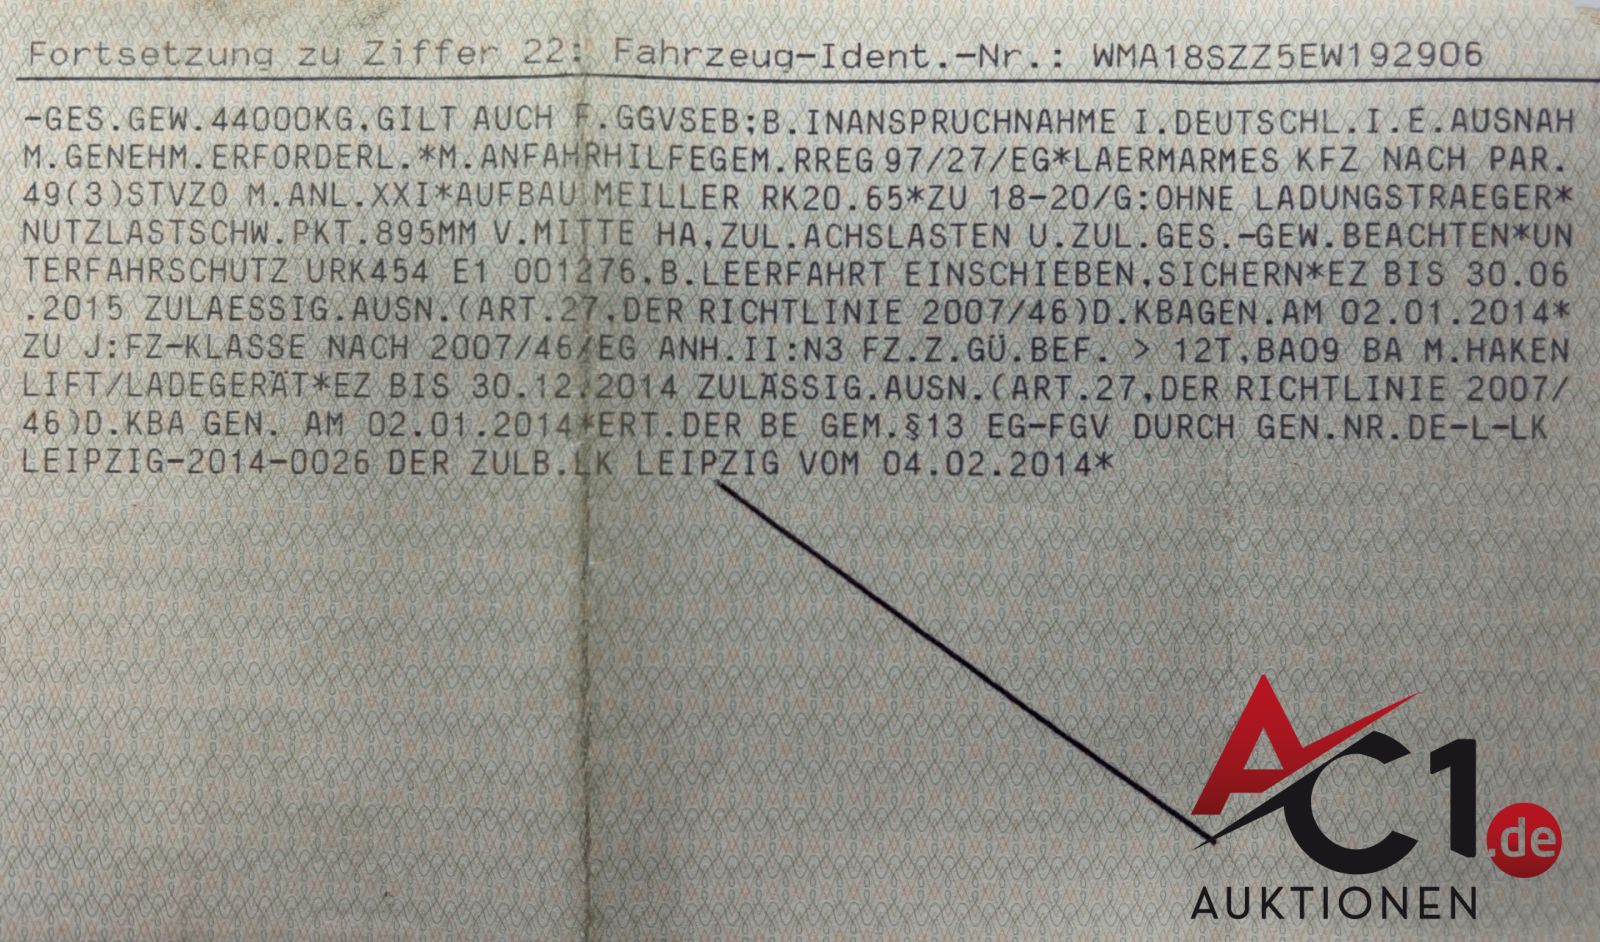 Fortsetzung zu Ziffer 22: Fahrzeug-Ident.-Nr.: WMA18SZZ5EW192906
-GES.GEW.44000KG.GILT AUCH F.GGVSEB;B.INANSPRUCHNAHME I.DEUTSCHL.I.E.AUSNAH
M.GENEHM.ERFORDERL.*M.ANFAHRHILFEGEM.RREG 97/27/EG*LAERMARMES KFZ NACH PAR.
49(3)STVZO M.ANL.XXI*AUFBAU MEILLER RK20.65*ZU 18-20/G:OHNE LADUNGSTRAEGER*
NUTZLASTSCHW.PKT.895MM V.MITTE HA,ZUL.ACHSLASTEN U.ZUL.GES.-GEW.BEACHTEN*UN
TERFAHRSCHUTZ URK454 E1 001276,B.LEERFAHRT EINSCHIEBEN,SICHERN*EZ BIS 30.06
.2015 ZULAESSIG.AUSN.(ART.27,DER RICHTLINIE 2007/46)D.KBAGEN.AM 02.01.2014*
ZU J:FZ-KLASSE NACH 2007/46/EG ANH.II:N3 FZ.Z.GÜ.BEF. > 12T,BA09 BA M.HAKEN
LIFT/LADEGERÄT*EZ BIS 30.12.2014 ZULÄSSIG.AUSN.(ART.27,DER RICHTLINIE 2007/
46)D.KBA GEN. AM 02.01.2014*ERT.DER BE GEM.§13 EG-FGV DURCH GEN.NR.DE-L-LK
LEIPZIG-2014-0026 DER ZULB.LK LEIPZIG VOM 04.02.2014*
AC1.de
AUKTIONEN